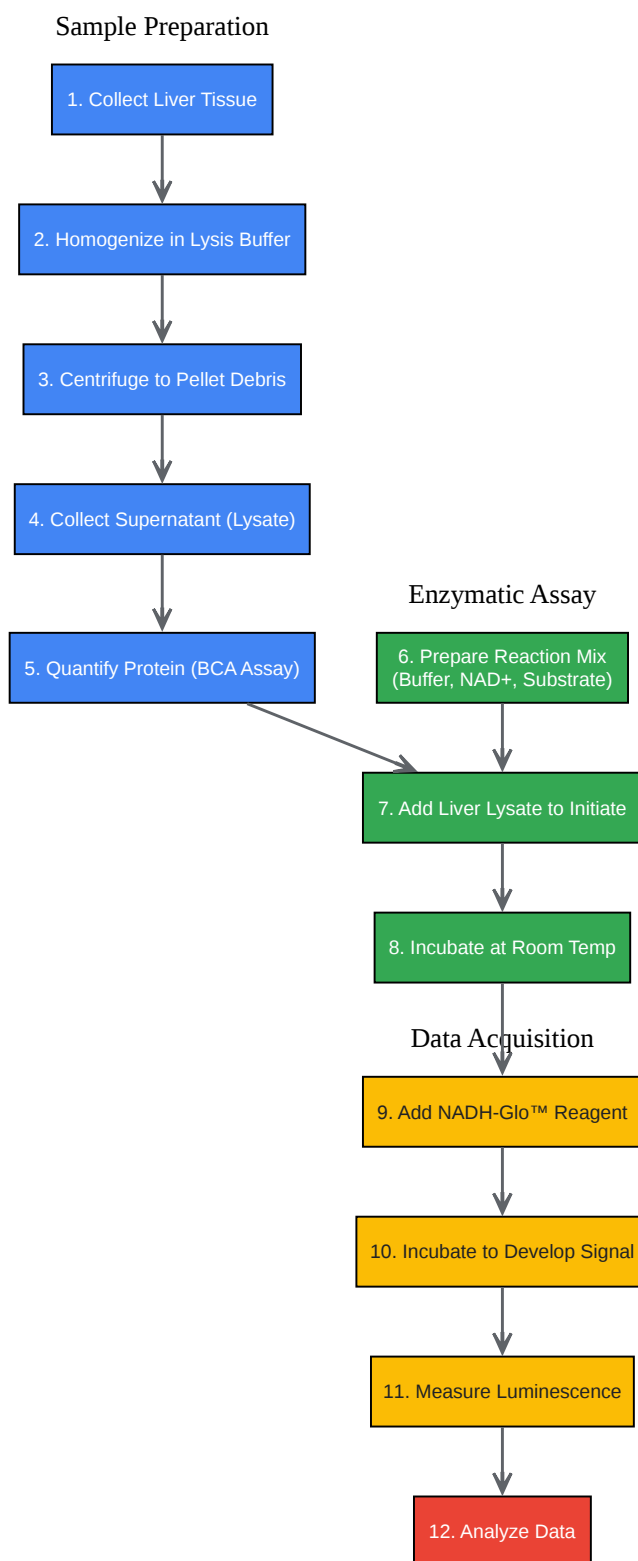 Sample Preparation
1. Collect Liver Tissue
2. Homogenize in Lysis Buffer
3. Centrifuge to Pellet Debris
4. Collect Supernatant (Lysate)
5. Quantify Protein (BCA Assay)
Enzymatic Assay
6. Prepare Reaction Mix
(Buffer, NAD+, Substrate)
7. Add Liver Lysate to Initiate
8. Incubate at Room Temp
Data Acquisition
9. Add NADH-Glo™ Reagent
10. Incubate to Develop Signal
11. Measure Luminescence
12. Analyze Data